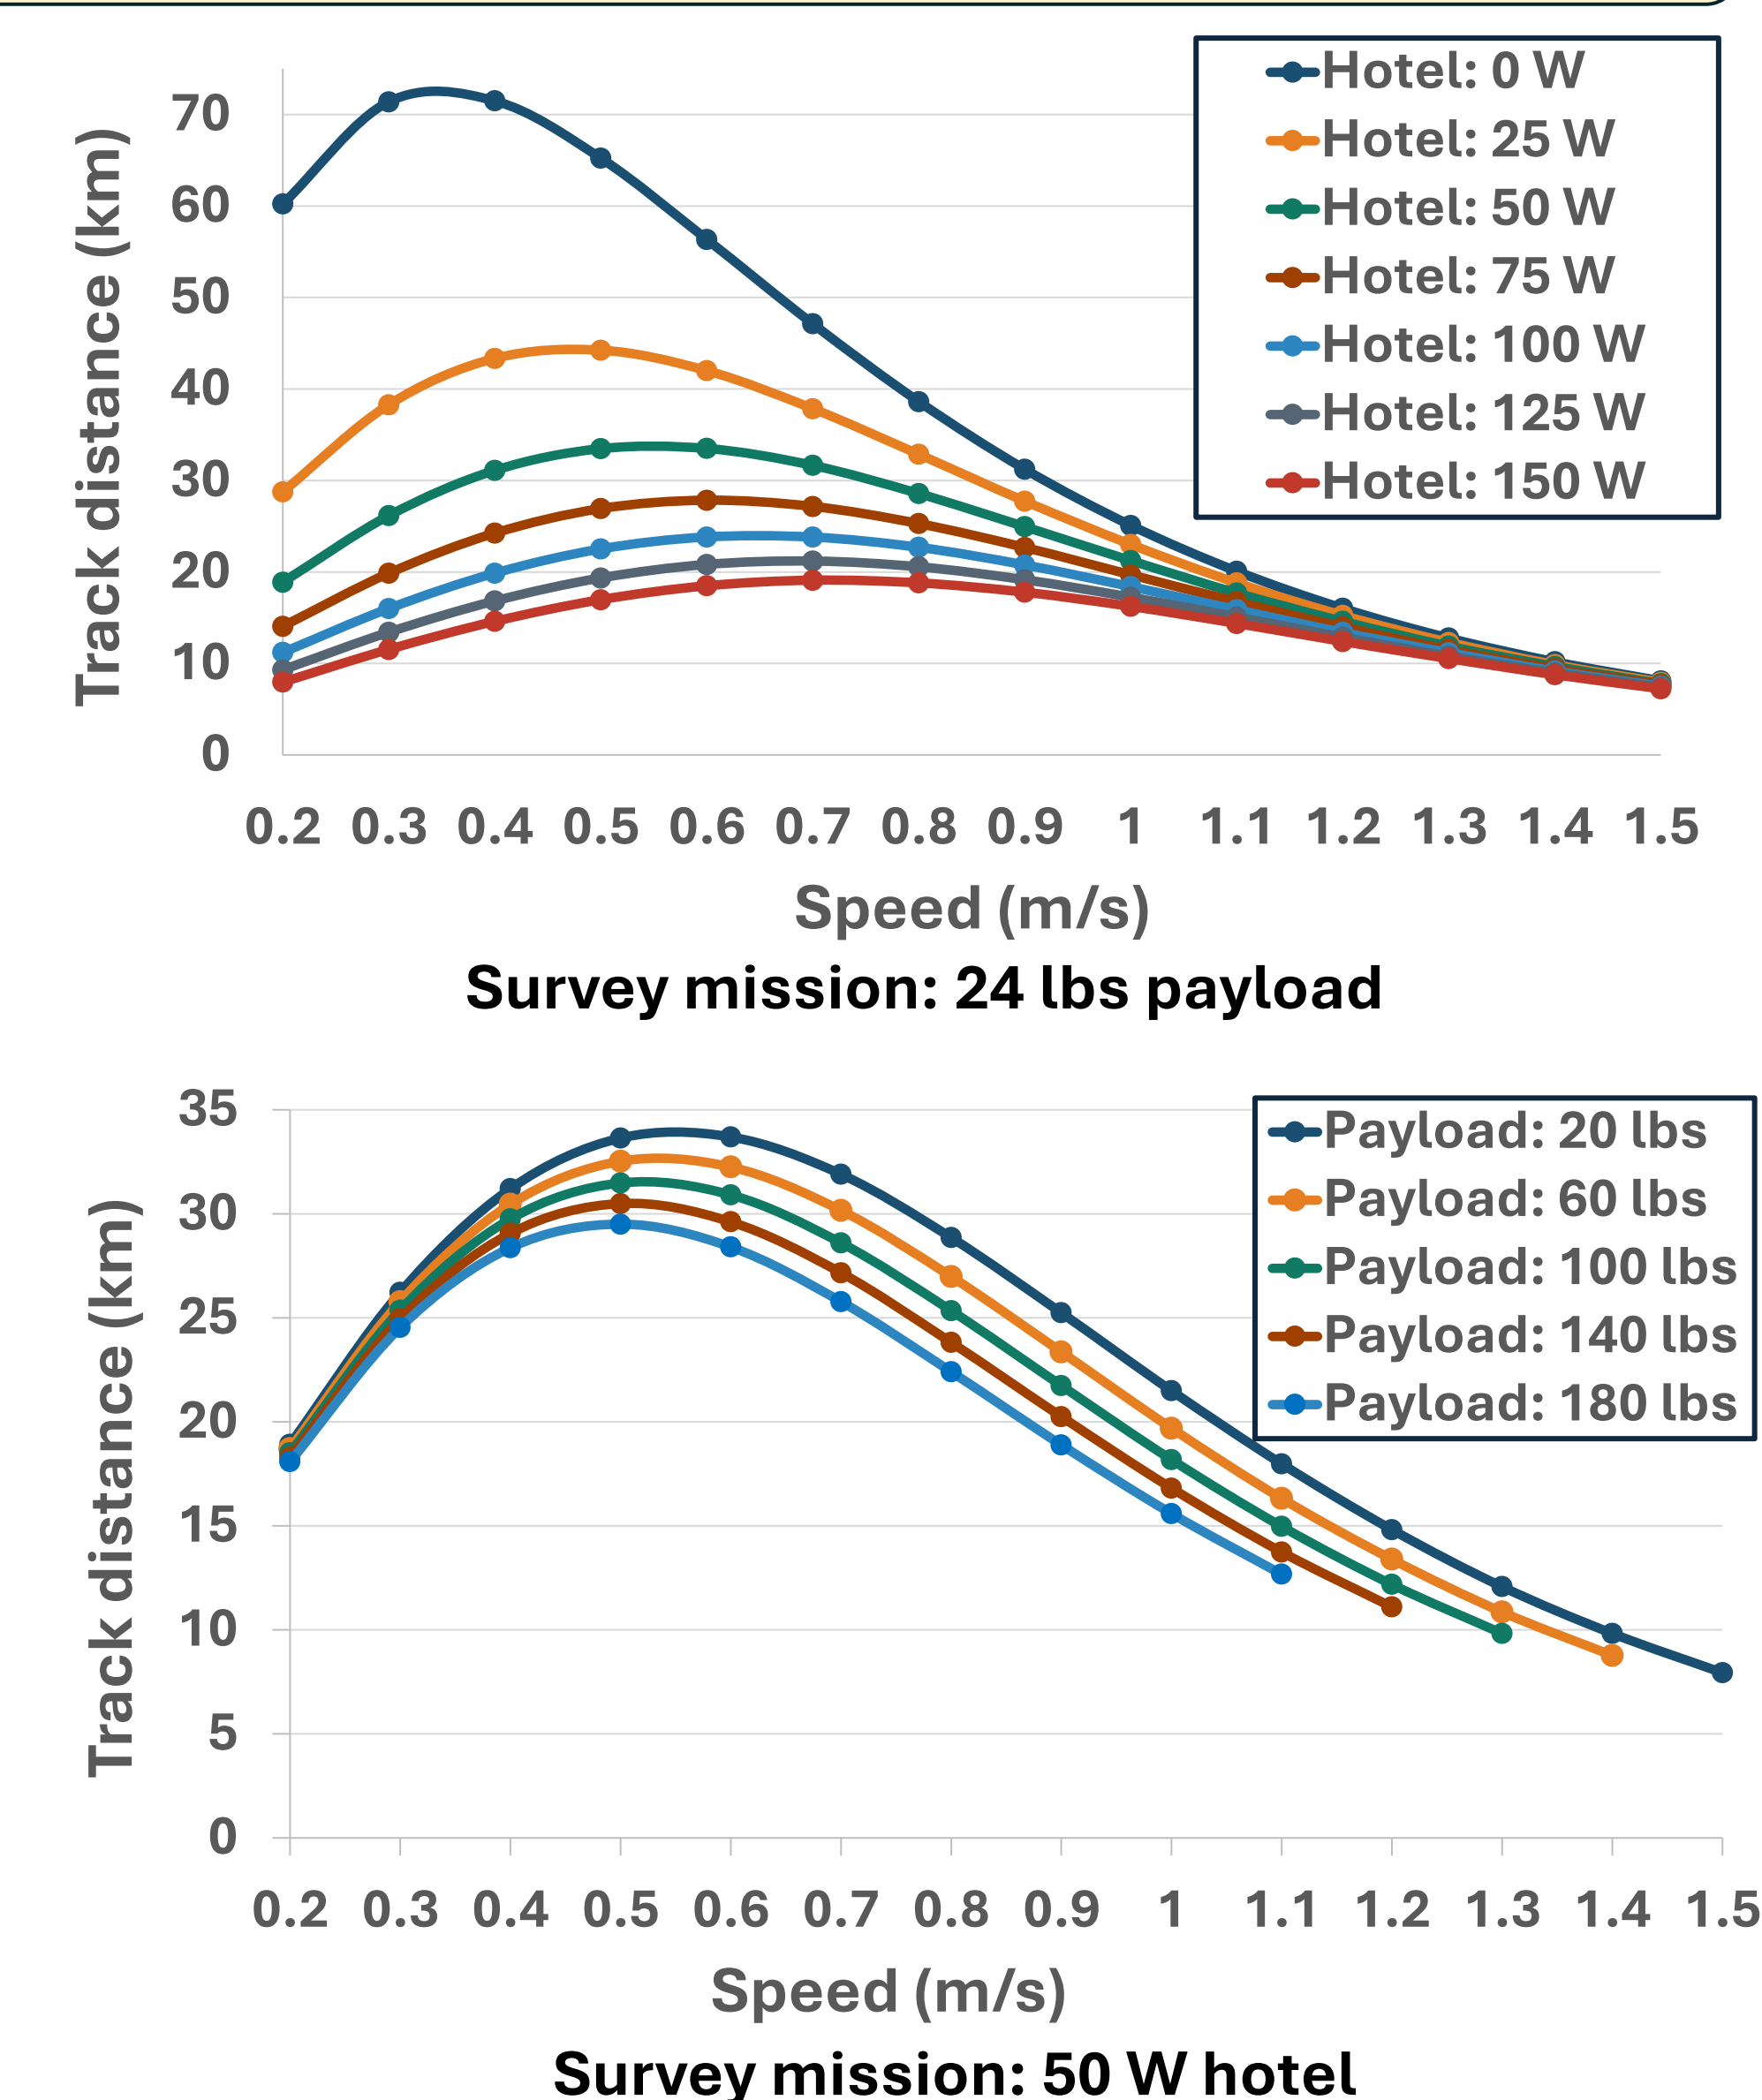 Hotel: 0 W
Hotel: 25 W
Hotel: 50 W
Hotel: 75 W
Hotel: 100 W
Hotel: 125 W
Hotel: 150 W
Track distance (km)
70
60
50
40
30
20
10
0
0.2 0.3 0.4 0.5 0.6 0.7 0.8 0.9 1 1.1 1.2 1.3 1.4 1.5
Speed (m/s)
Survey mission: 24 lbs payload
Payload: 20 lbs
Payload: 60 lbs
Payload: 100 lbs
Payload: 140 lbs
Payload: 180 lbs
Track distance (km)
35
30
25
20
15
10
5
0
0.2 0.3 0.4 0.5 0.6 0.7 0.8 0.9 1 1.1 1.2 1.3 1.4 1.5
Speed (m/s)
Survey mission: 50 W hotel